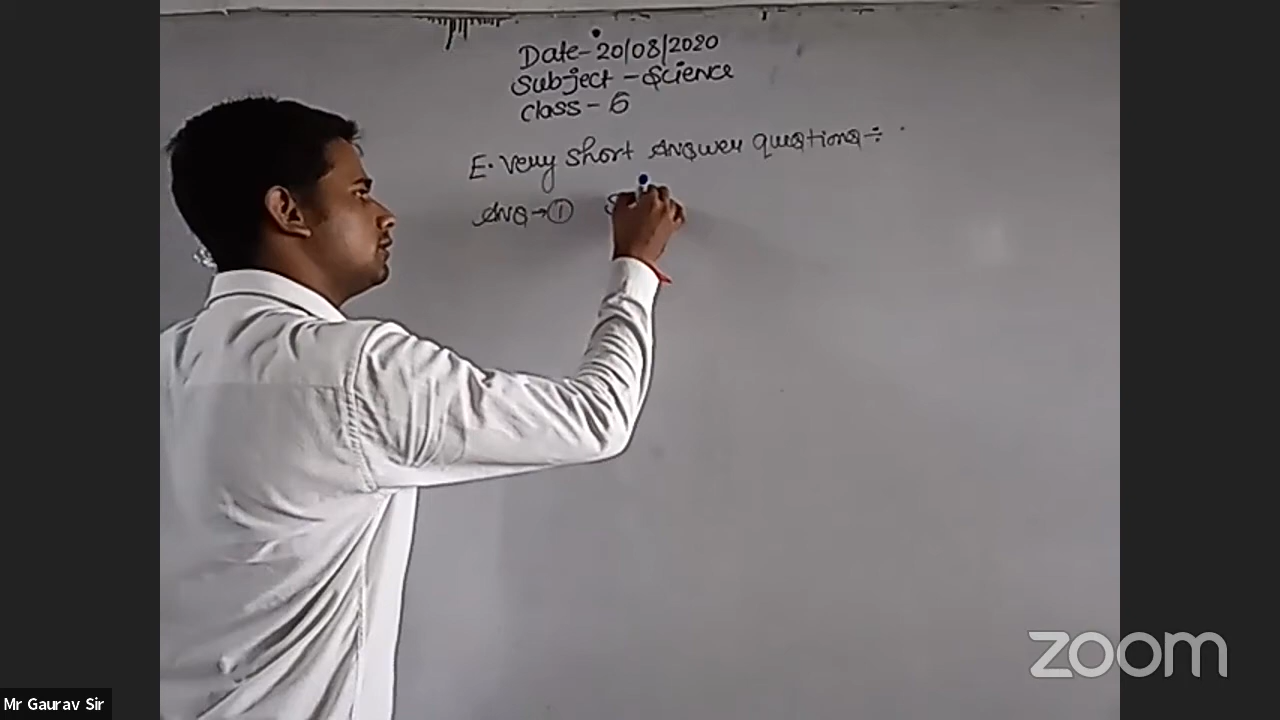 Date-20/08/2020
Subject-Science
Class-6
E. Very Short Answer questions÷
Ans→① S
zoom
Mr Gaurav Sir